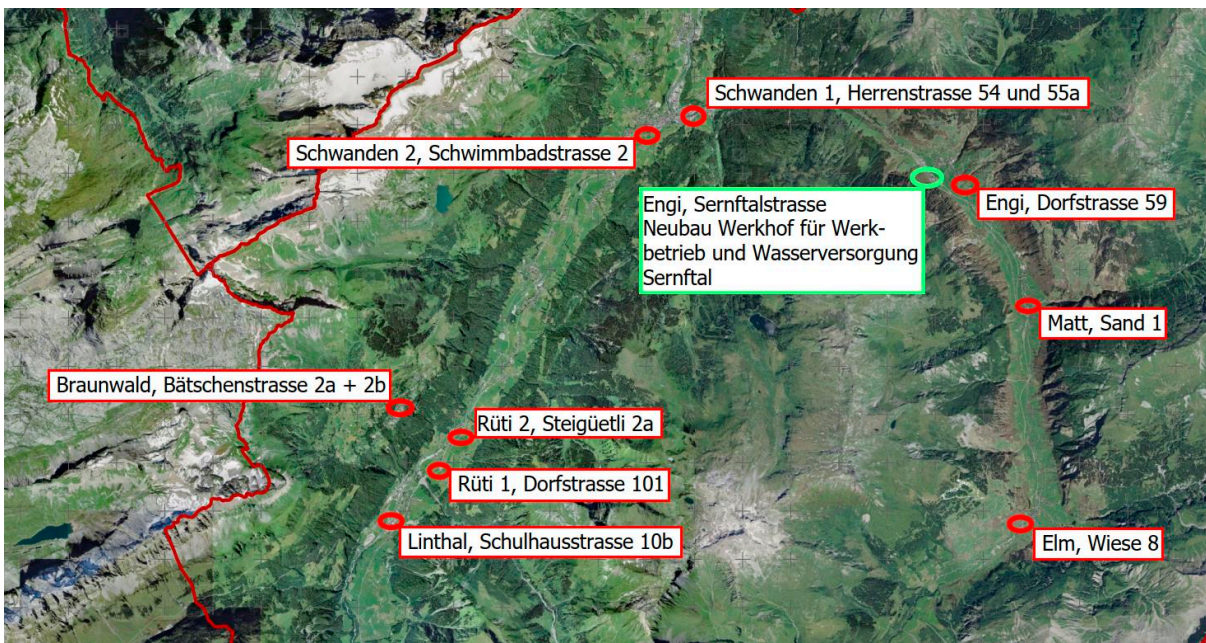 Schwanden 1, Herrenstrasse 54 und 55a
Schwanden 2, Schwimmbadstrasse 2
Engi, Sernftalstrasse
Neubau Werkhof für Werk-
betrieb und Wasserversorgung
Sernftal
Engi, Dorfstrasse 59
Matt, Sand 1
Braunwald, Bätschenstrasse 2a + 2b
Rüti 2, Steigüetli 2a
Rüti 1, Dorfstrasse 101
Linthal, Schulhausstrasse 10b
Elm, Wiese 8